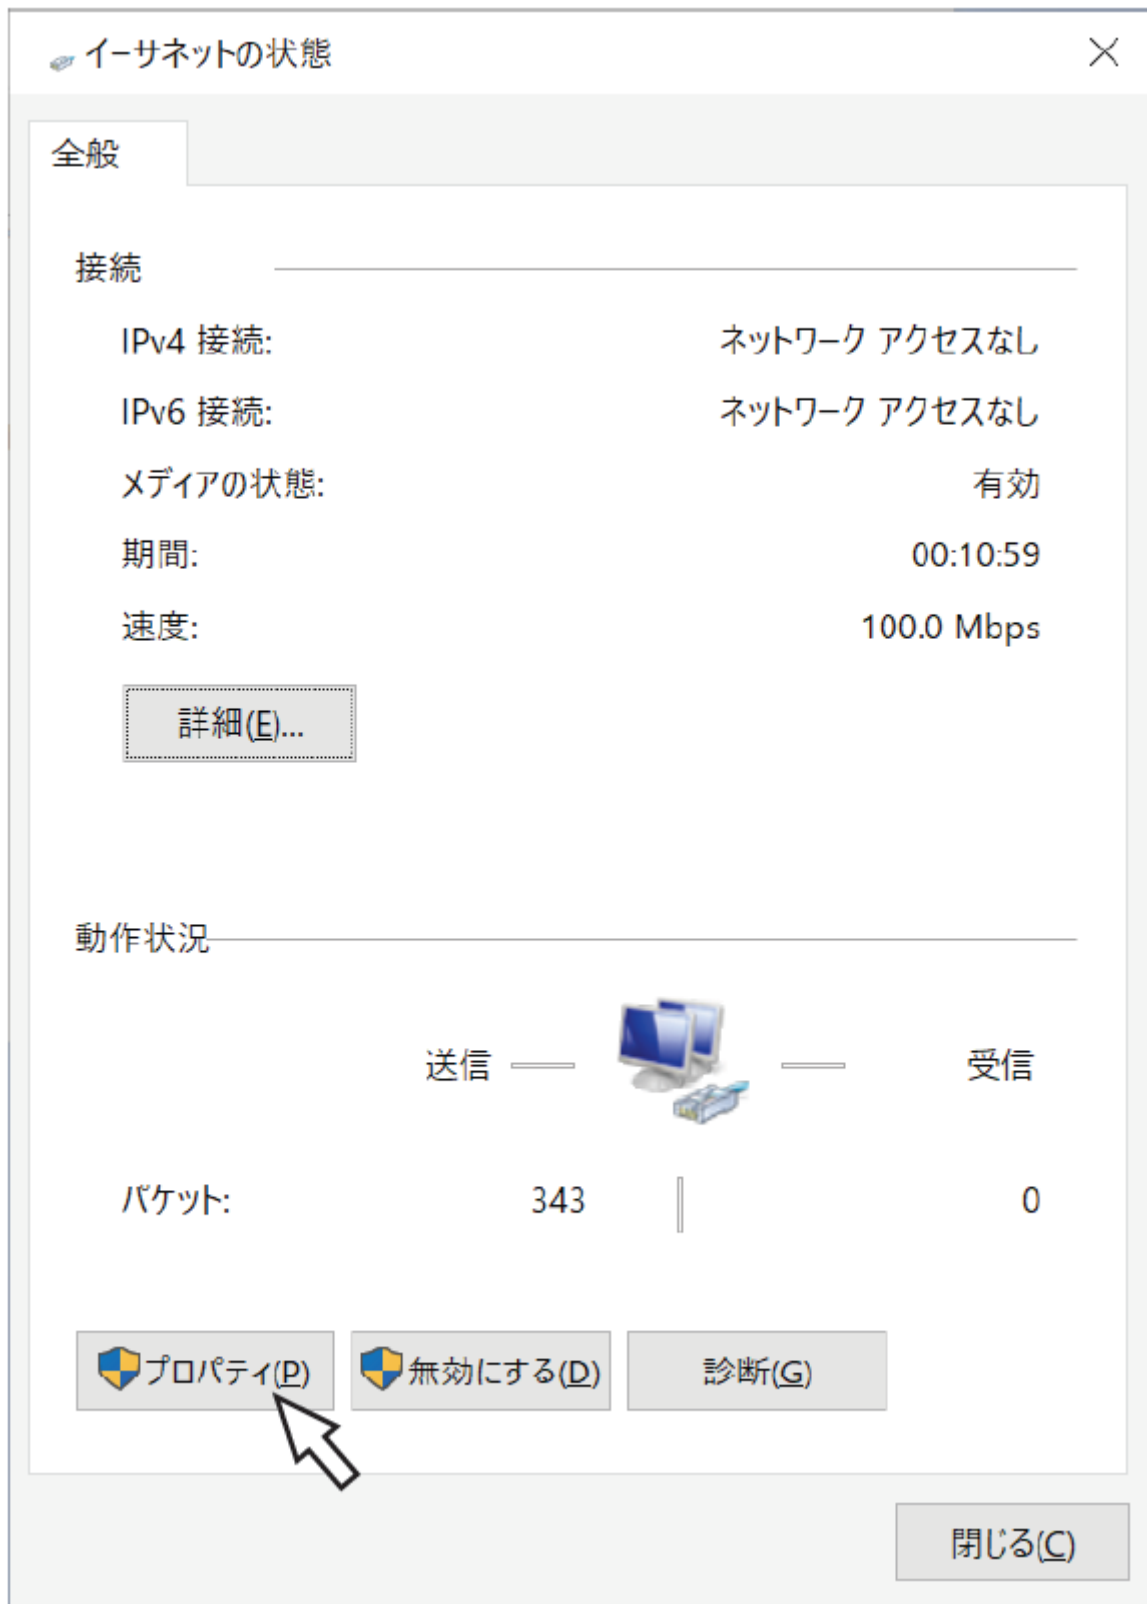 イーサネットの状態
全般
接続
IPv4 接続: ネットワーク アクセスなし
IPv6 接続: ネットワーク アクセスなし
メディアの状態: 有効
期間: 00:10:59
速度: 100.0 Mbps
詳細(E)...
動作状況
送信 受信
パケット: 343 0
プロパティ(P) 無効にする(D) 診断(G)
閉じる(C)